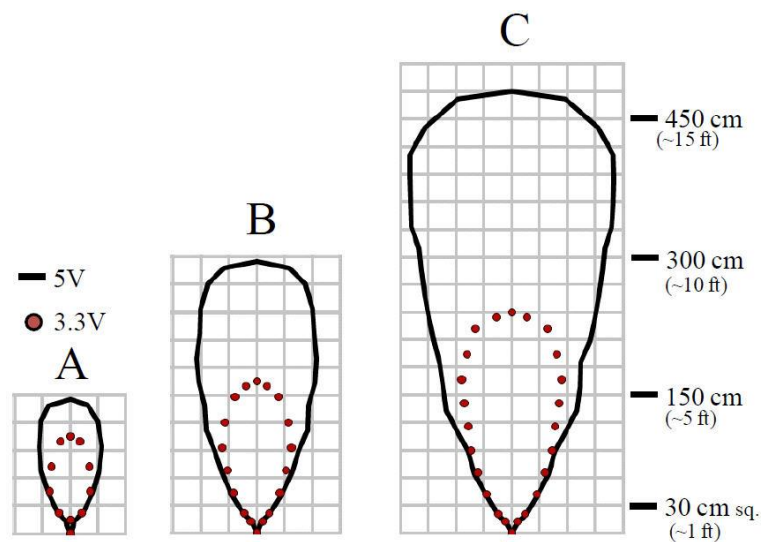 C
450 cm
(~15 ft)
B
5V
300 cm
(~10 ft)
3.3V
A
150 cm
(~5 ft)
30 cm sq.
(~1 ft)